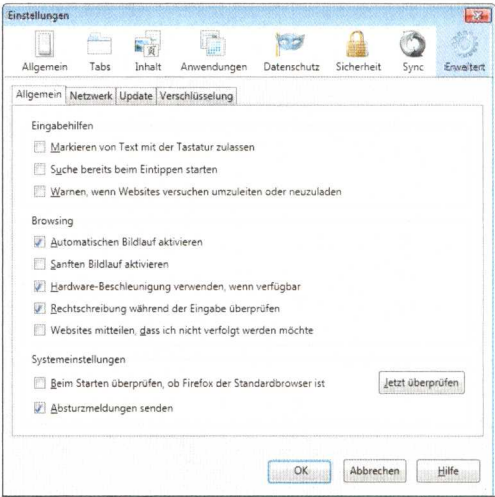 Einstellungen
Allgemein Tabs Inhalt Anwendungen Datenschutz Sicherheit Sync Erweitert
Allgemein Netzwerk Update Verschlüsselung
Eingabehilfen
Markieren von Text mit der Tastatur zulassen
Suche bereits beim Eintippen starten
Warnen, wenn Websites versuchen umzuleiten oder neuzuladen
Browsing
Automatischen Bildlauf aktivieren
Sanften Bildlauf aktivieren
Hardware-Beschleunigung verwenden, wenn verfügbar
Rechtschreibung während der Eingabe überprüfen
Websites mitteilen, dass ich nicht verfolgt werden möchte
Systemeinstellungen
Beim Starten überprüfen, ob Firefox der Standardbrowser ist Jetzt überprüfen
Absturzmeldungen senden
OK Abbrechen Hilfe